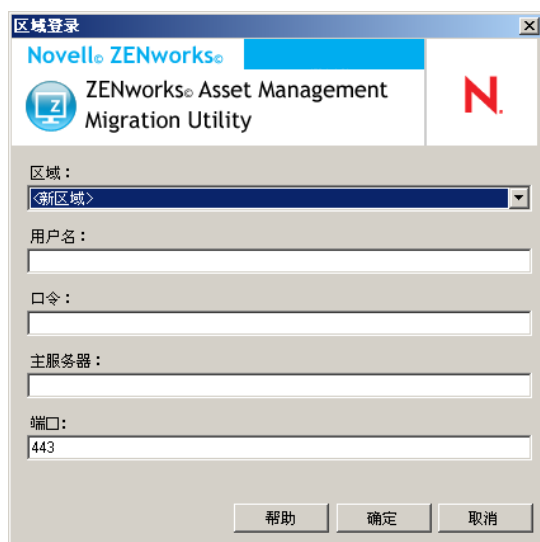 区域登录
Novell® ZENworks®
ZENworks® Asset Management
Migration Utility
N.
区域：
<新区域>
用户名：
口令：
主服务器：
端口:
443
帮助 确定 取消